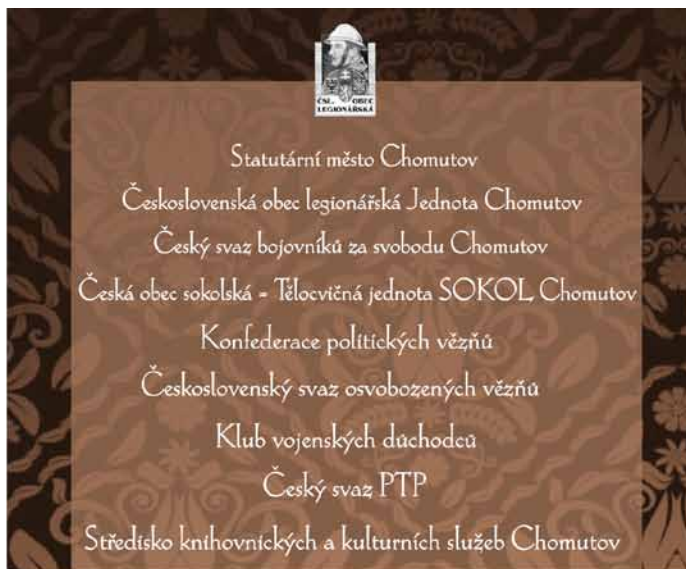 ČSL. OBEC
LEGIONÁŘSKÁ
Statutární město Chomutov
Československá obec legionářská Jednota Chomutov
Český svaz bojovníků za svobodu Chomutov
Česká obec sokolská - Tělocvičná jednota SOKOL Chomutov
Konfederace politických vězňů
Československý svaz osvobozených vězňů
Klub vojenských důchodců
Český svaz PTP
Středisko knihovnických a kulturních služeb Chomutov